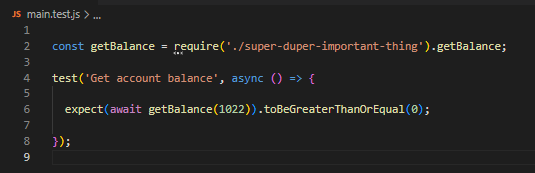 JS main.test.js > ...
1
2 const getBalance = require('./super-duper-important-thing').getBalance;
3
4 test('Get account balance', async () => {
5
6 expect(await getBalance(1022)).toBeGreaterThanOrEqual(0);
7
8 });
9